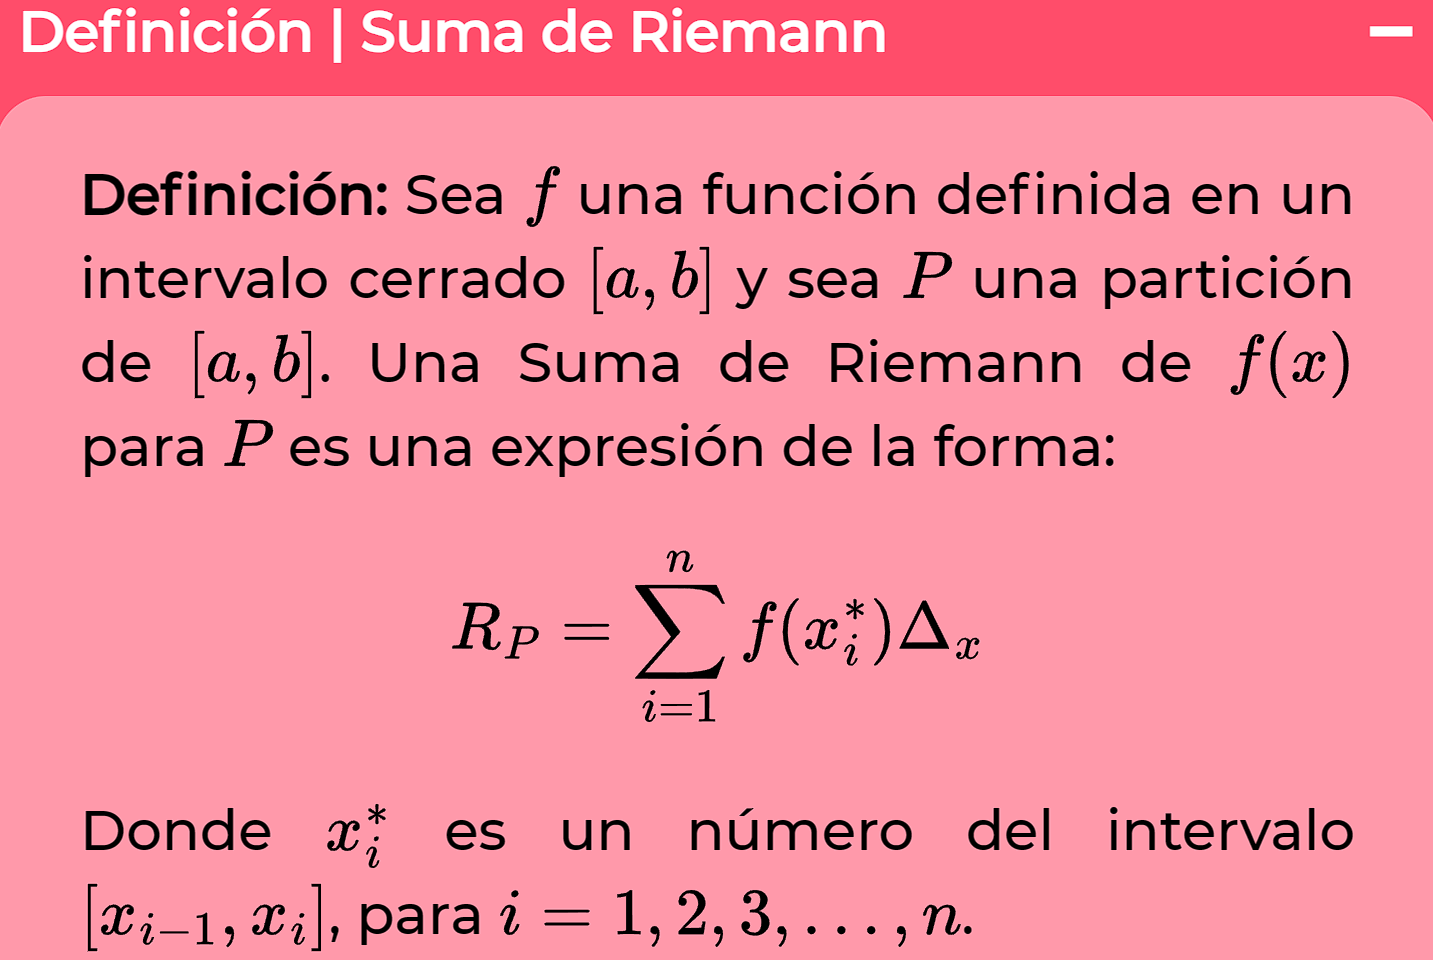 Definición | Suma de Riemann
Definición: Sea f una función definida en un
intervalo cerrado [a, b] y sea P una partición
de [a, b]. Una Suma de Riemann de f(x)
para P es una expresión de la forma:
R_P = \sum_{i=1}^{n} f(x_i^*)Δ_x
Donde x_i^* es un número del intervalo
[x_{i−1}, x_i], para i = 1, 2, 3, . . . , n.